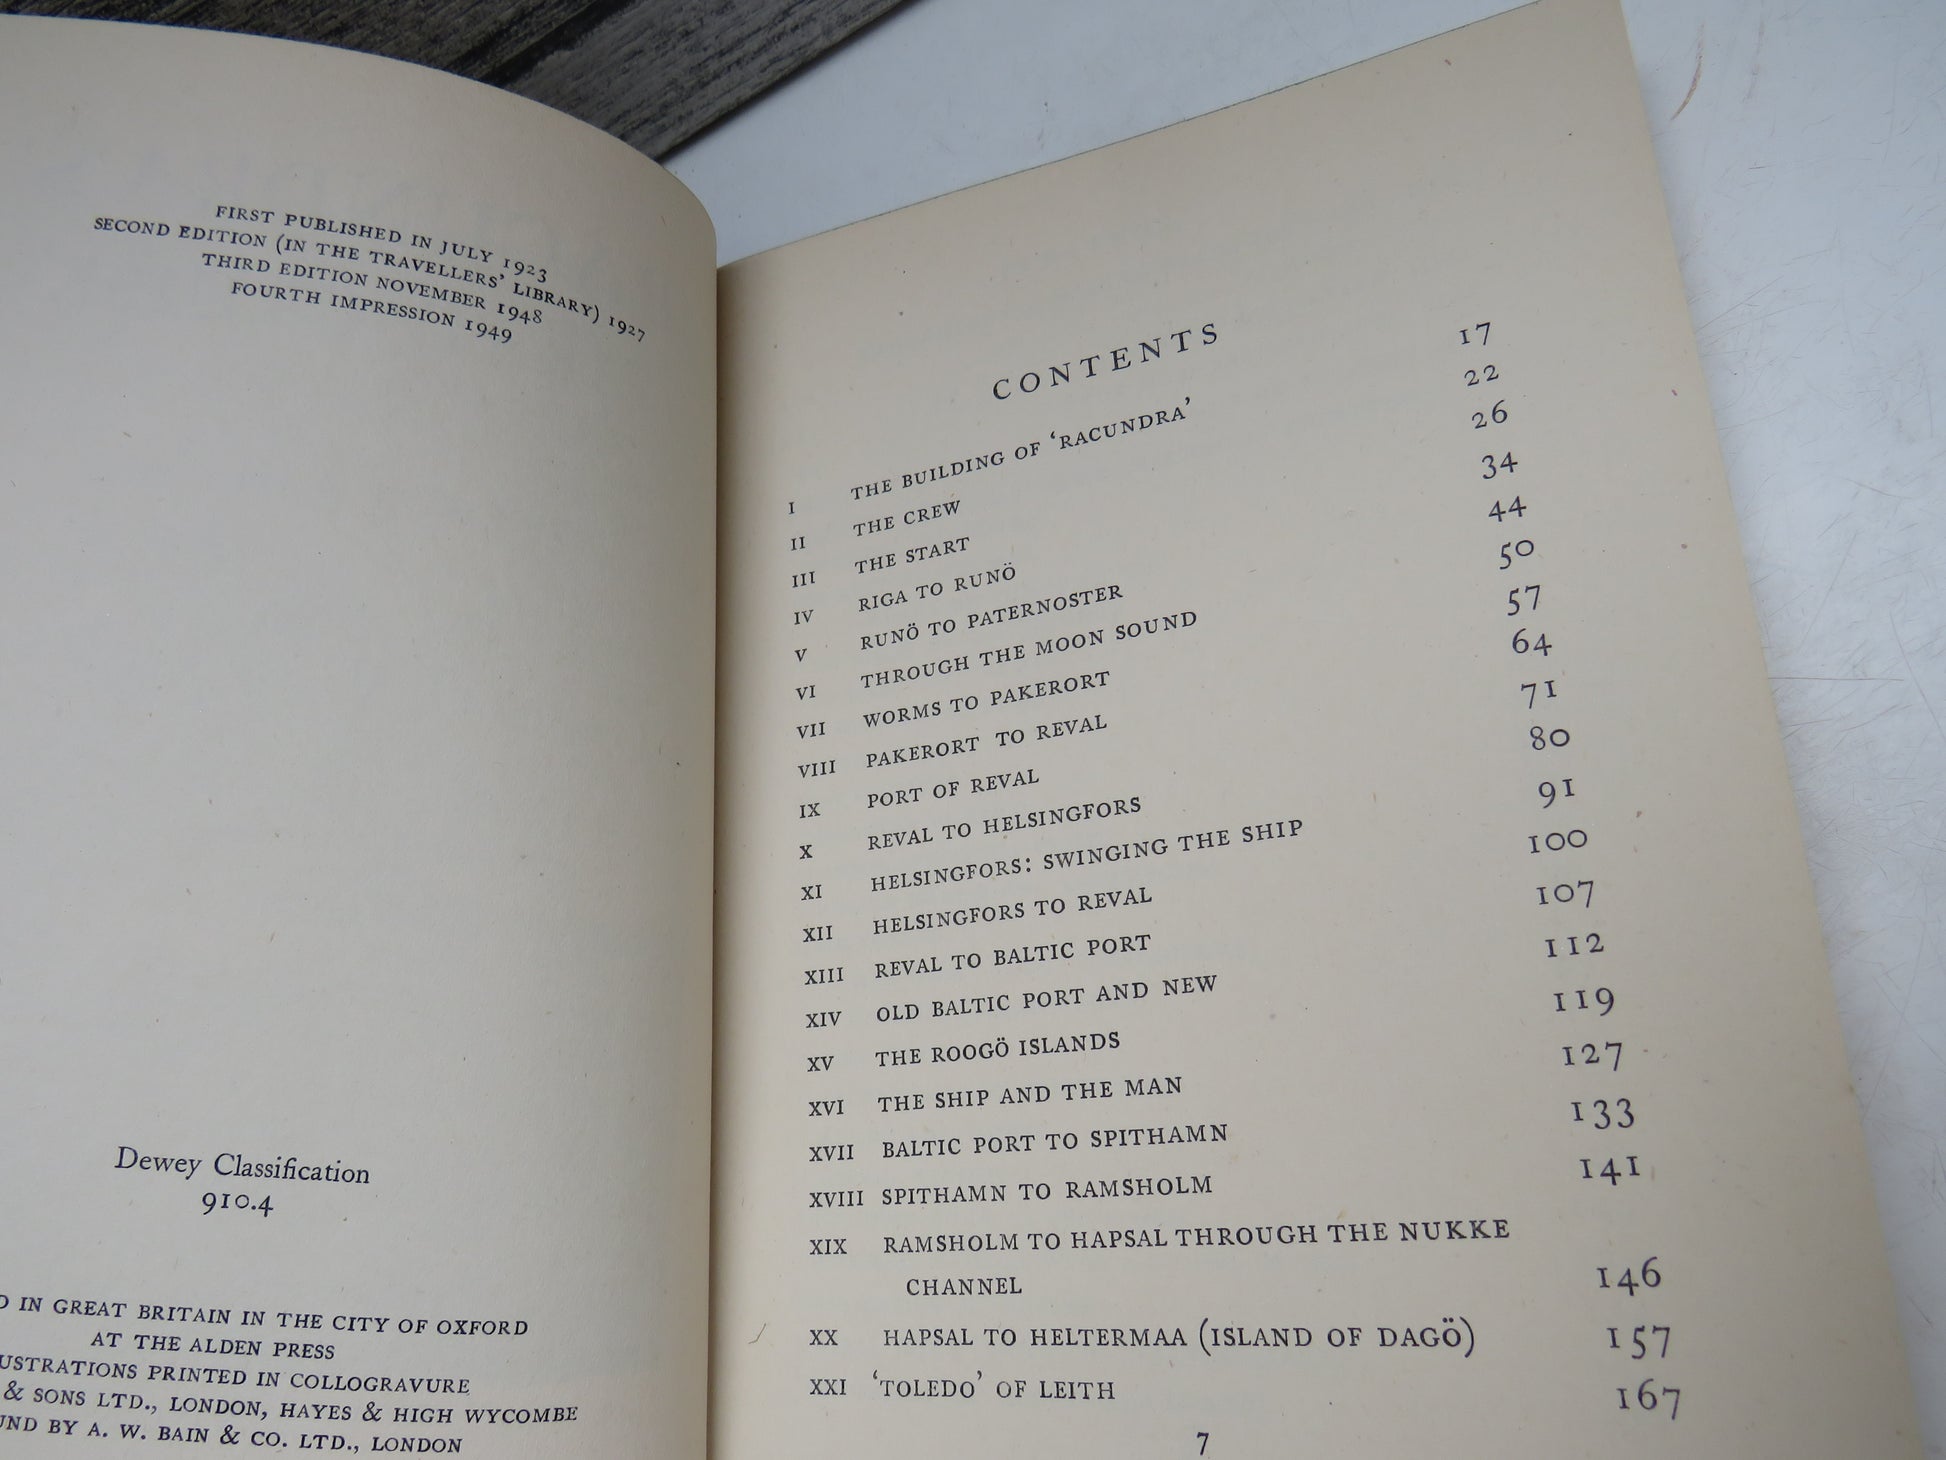 FIRST PUBLISHED IN JULY 1923
SECOND EDITION (IN THE TRAVELLERS' LIBRARY) 1927
THIRD EDITION NOVEMBER 1948
FOURTH IMPRESSION 1949
Dewey Classification
910.4
IN GREAT BRITAIN IN THE CITY OF OXFORD
AT THE ALDEN PRESS
PRINTED IN COLLOGRAVURE
& SONS LTD., LONDON, HAYES & HIGH WYCOMBE
BY A. W. BAIN & CO. LTD., LONDON
CONTENTS
I THE BUILDING OF 'RACUNDRA' 17
II THE CREW 22
III THE START 26
IV RIGA TO RUNÖ 34
V RUNÖ TO PATERNOSTER 44
VI THROUGH THE MOON SOUND 50
VII WORMS TO PAKERORT 57
VIII PAKERORT TO REVAL 64
IX PORT OF REVAL 71
X REVAL TO HELSINGFORS 80
XI HELSINGFORS: SWINGING THE SHIP 91
XII HELSINGFORS TO REVAL 100
XIII REVAL TO BALTIC PORT 107
XIV OLD BALTIC PORT AND NEW 112
XV THE ROOGÖ ISLANDS 119
XVI THE SHIP AND THE MAN 127
XVII BALTIC PORT TO SPITHAMN 133
XVIII SPITHAMN TO RAMSHOLM 141
XIX RAMSHOLM TO HAPSAL THROUGH THE NUKKE
CHANNEL 146
XX HAPSAL TO HELTERMAA (ISLAND OF DAGÖ) 157
XXI 'TOLEDO' OF LEITH 167
7